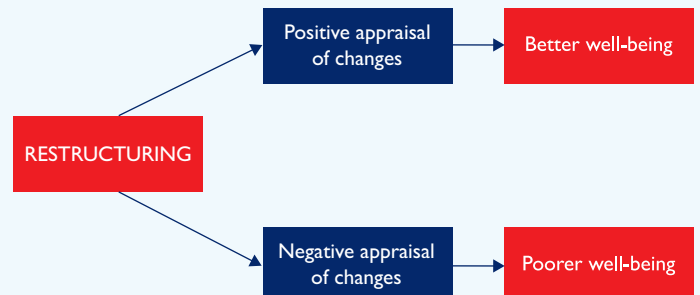 Positive appraisal
of changes
Better well-being
RESTRUCTURING
Negative appraisal
of changes
Poorer well-being